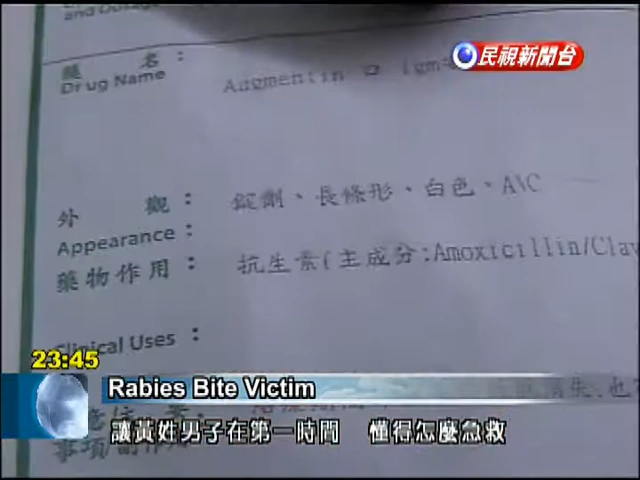 民視新聞台
藥 名 :
Drug Name
Augmentin 1gm
外 觀 :
錠劑、長條形、白色、A\C
Appearance :
藥物作用 :
抗生素(主成分:Amoxicillin/Clav
Clinical Uses :
23:45
Rabies Bite Victim
讓黃姓男子在第一時間 懂得怎麼急救